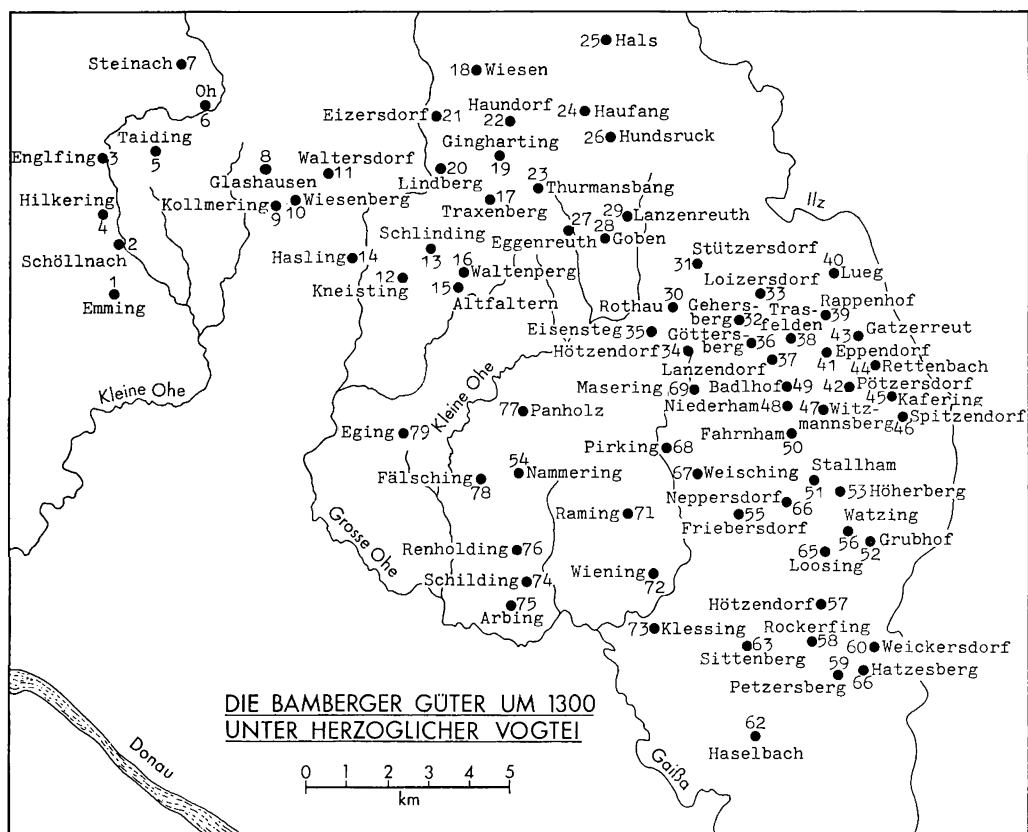 25 Hals
Steinach 7
18 Wiesen
Oh
6
Eizersdorf 21
Haundorf
22
24 Haufang
26 Hundsruck
Taiding
5
Englfing 3
8
Glashausen
Waltersdorf
11
Gingharting
19
20
Lindberg
23
Thurmansbang
Hilkering
4
Kollmering
9
10
Wiesenberg
17
Traxenberg
29
Lanzenreuth
Ilz
2
Schöllnach
Hasling 14
Schlinding
13
27
Eggenreuth
28
Goben
Stützersdorf
31
40
Lueg
1
Emming
12
Kneisting
16
Waltenperg
15
Altfaltern
Loizersdorf
33
30
Rothau
Gehers-
berg 32
Tras-
felden
38
Rappenhof
39
Eisensteg 35
Götters-
berg
36
43
Gatzerreut
Hötzendorf 34
37
Lanzendorf
Eppendorf
41
44
Rettenbach
Kleine Ohe
Kleine Ohe
Masering
69
Badlhof 49
42
Pötzersdorf
45
Kafering
77 Panholz
Niederham 48
47 Witz-
mannsberg
46
Spitzendorf
Eging 79
Fahrnham
50
Pirking 68
54
Nammering
Fälsching
78
67 Weisching
Stallham
51
53 Höherberg
Neppersdorf
66
Raming 71
55
Friebersdorf
Watzing
56
52
Grubhof
Grosse Ohe
Renholding 76
65
Loosing
Schilding 74
Wiening
72
75
Arbing
Hötzendorf 57
73 Klessing
Rockerfing
58
63
Sittenberg
60 Weickersdorf
59
Petzersberg
66
Hatzesberg
DIE BAMBERGER GÜTER UM 1300
UNTER HERZOGLICHER VOGTEI
62
Haselbach
Donau
Gaißa
0 1 2 3 4 5
km